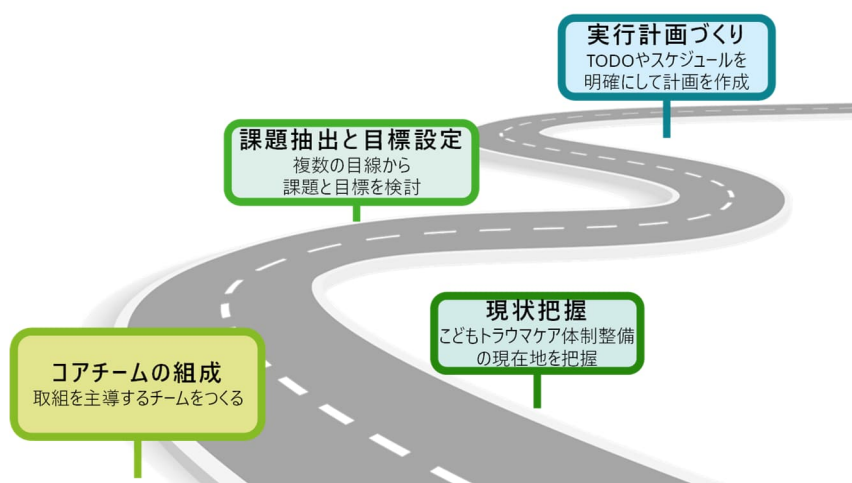 実行計画づくり
TODOやスケジュールを
明確にして計画を作成
課題抽出と目標設定
複数の目線から
課題と目標を検討
現状把握
こどもトラウマケア体制整備
の現在地を把握
コアチームの組成
取組を主導するチームをつくる